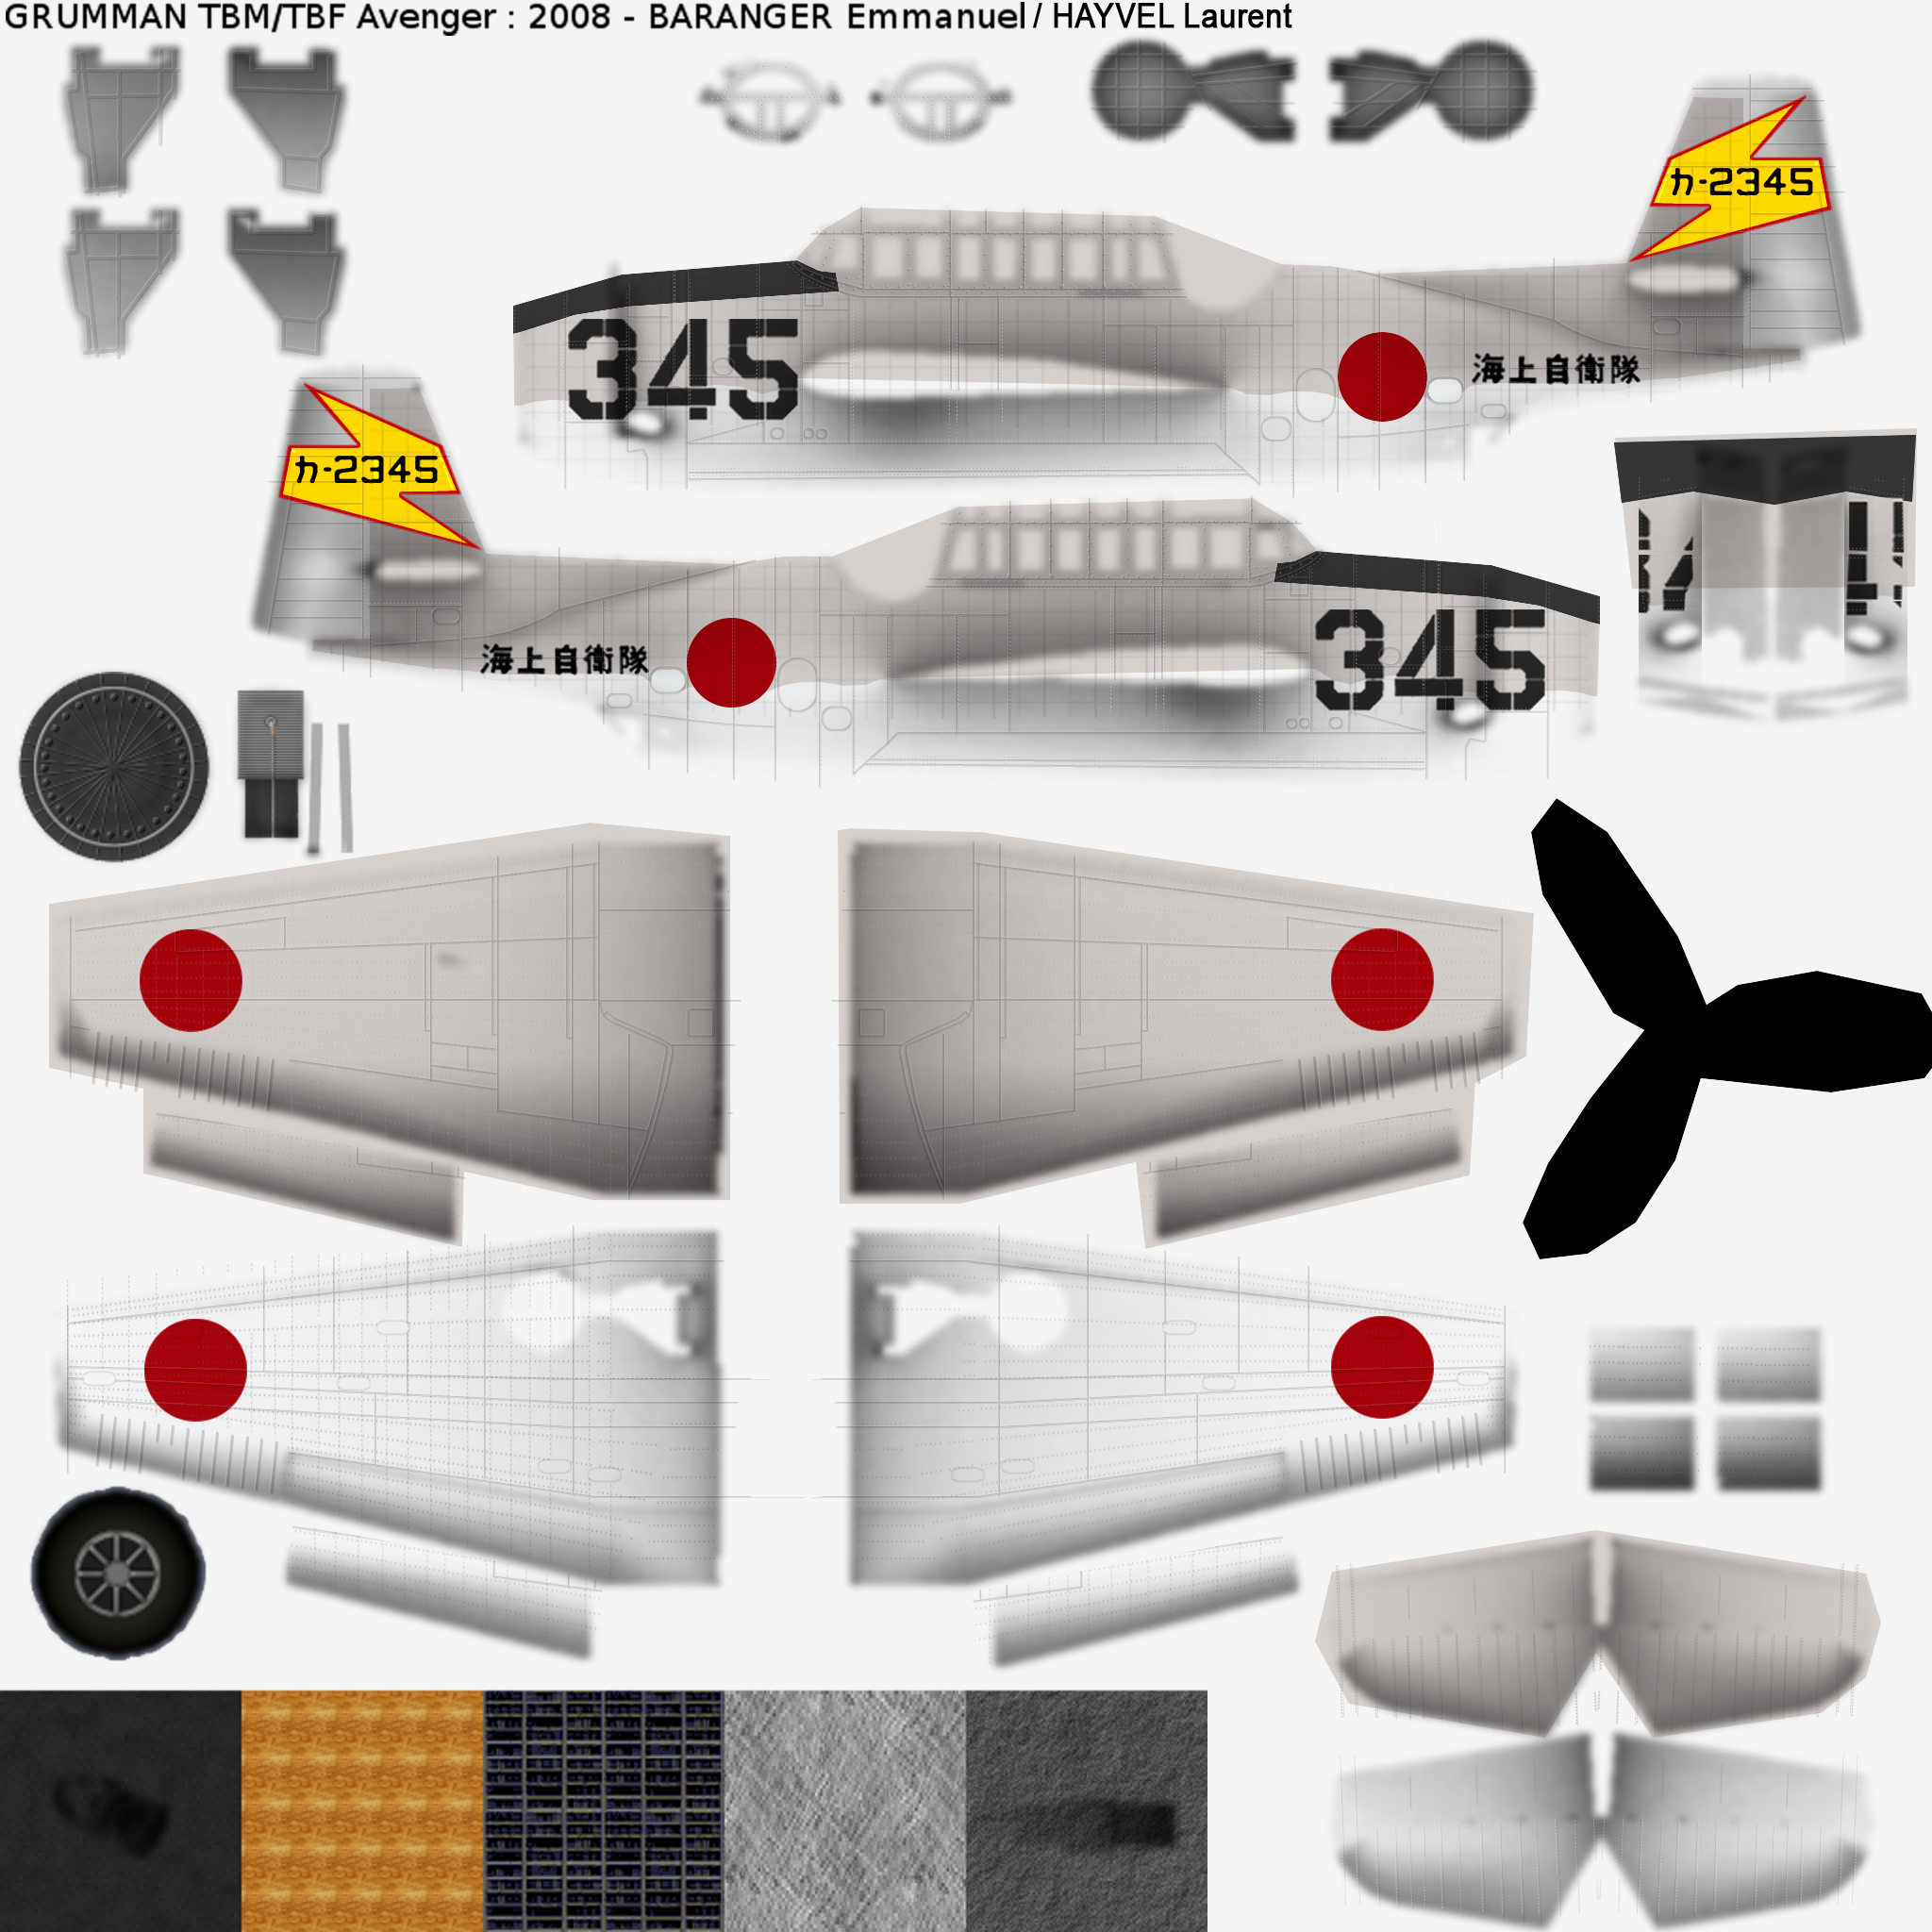 GRUMMAN TBM/TBF Avenger : 2008 - BARANGER Emmanuel / HAYVEL Laurent
カ-2345
345
海上自衛隊
カ-2345
海上自衛隊
345